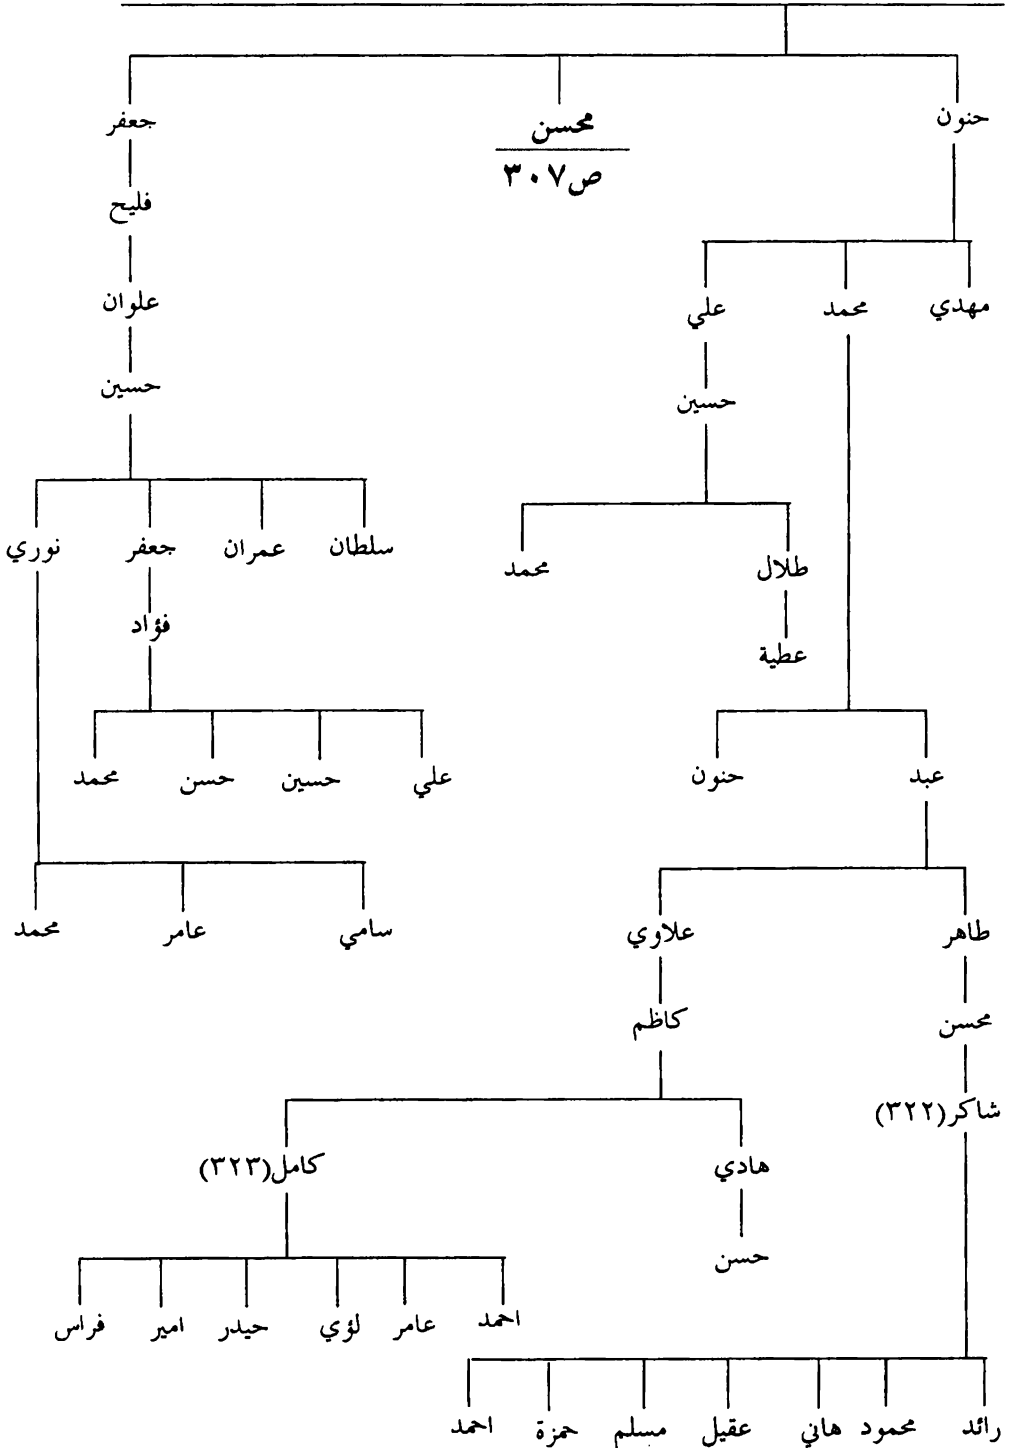 حنون محسن جعفر
ص٣٠٧
فليح
مهدي محمد علي علوان
حسين حسين
سلطان عمران جعفر نوري
طلال محمد
فؤاد
عطية
عبد حنون علي حسين حسن محمد
طاهر علاوي سامي عامر محمد
محسن كاظم
شاكر(٣٢٢)
هادي كامل(٣٢٣)
حسن
احمد عامر لؤي حيدر امير فراس
رائد محمود هاني عقيل مسلم حمزة احمد